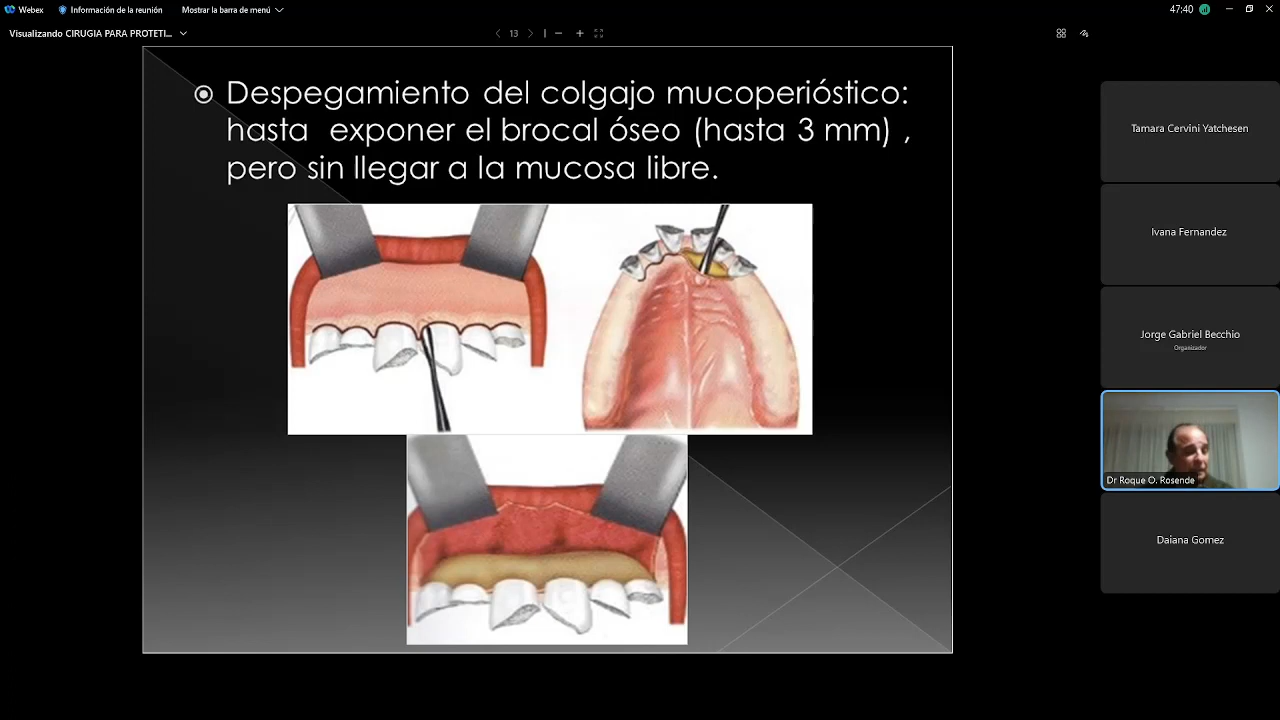 Webex
Información de la reunión
Mostrar la barra de menú
47:40
Visualizando CIRUGIA PARA PROTETI...
13
Despegamiento del colgajo mucoperióstico:
hasta exponer el brocal óseo (hasta 3 mm) ,
pero sin llegar a la mucosa libre.
Tamara Cervini Yatchesen
Ivana Fernandez
Jorge Gabriel Becchio
Organizador
Dr Roque O. Rosende
Daiana Gomez